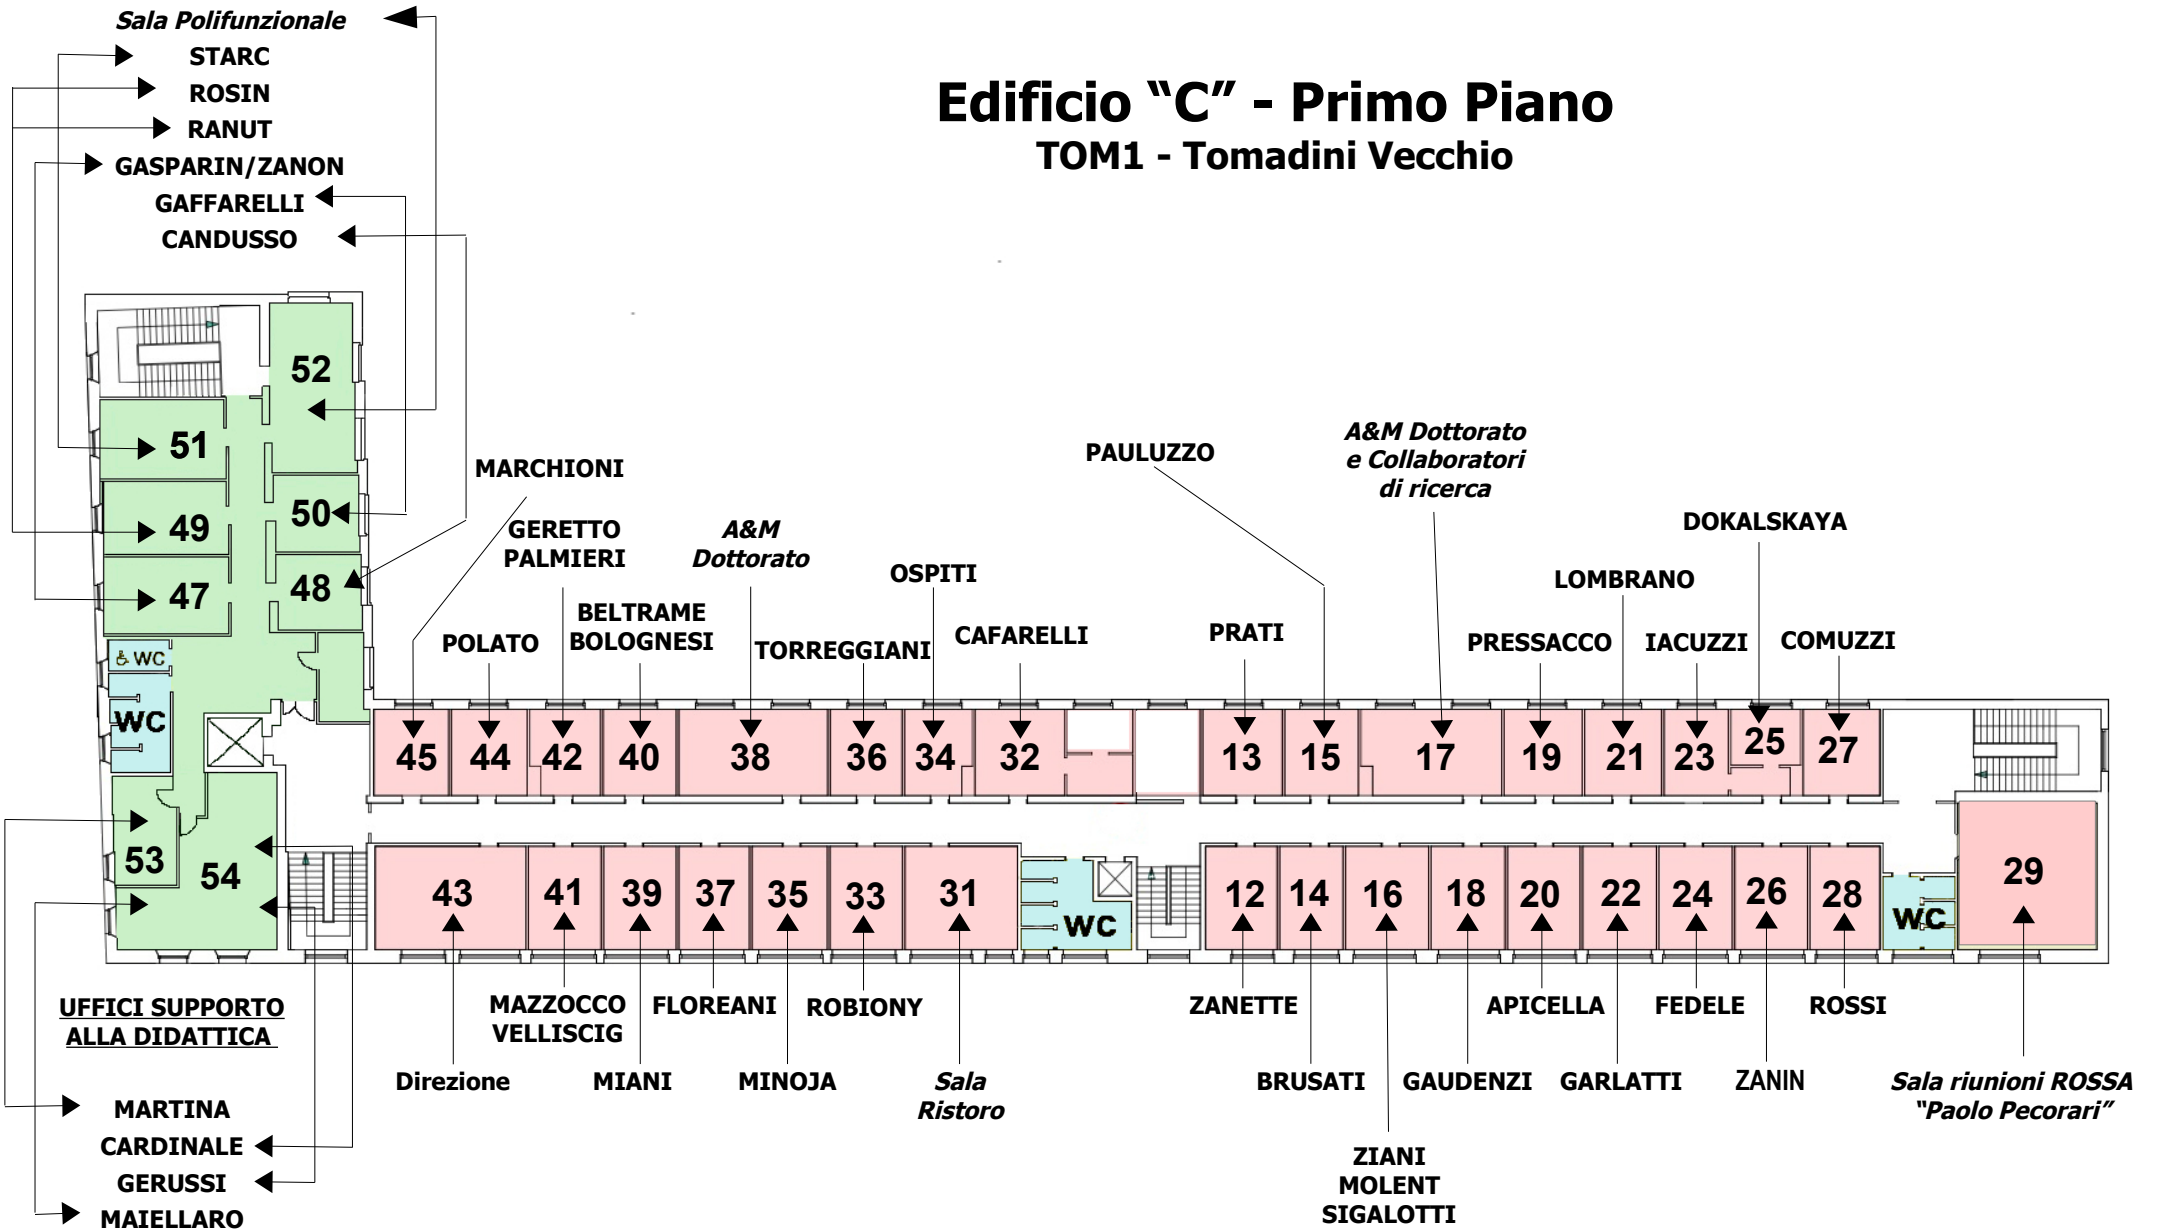 Sala Polifunzionale
STARC
ROSIN
RANUT
GASPARIN/ZANON
GAFFARELLI
CANDUSSO
Edificio “C” - Primo Piano
TOM1 - Tomadini Vecchio
52
51
50
49
48
47
WC
WC
53
54
MARCHIONI
POLATO
GERETTO
PALMIERI
BELTRAME
BOLOGNESI
A&M
Dottorato
TORREGGIANI
OSPITI
CAFARELLI
PAULUZZO
PRATI
A&M Dottorato
e Collaboratori
di ricerca
PRESSACCO
LOMBRANO
IACUZZI
DOKALSKAYA
COMUZZI
45
44
42
40
38
36
34
32
13
15
17
19
21
23
25
27
43
41
39
37
35
33
31
WC
12
14
16
18
20
22
24
26
28
WC
29
UFFICI SUPPORTO
ALLA DIDATTICA
MARTINA
CARDINALE
GERUSSI
MAIELLARO
Direzione
MAZZOCCO
VELLISCIG
MIANI
FLOREANI
MINOJA
ROBIONY
Sala
Ristoro
ZANETTE
BRUSATI
ZIANI
MOLENT
SIGALOTTI
GAUDENZI
APICELLA
GARLATTI
FEDELE
ZANIN
ROSSI
Sala riunioni ROSSA
“Paolo Pecorari”